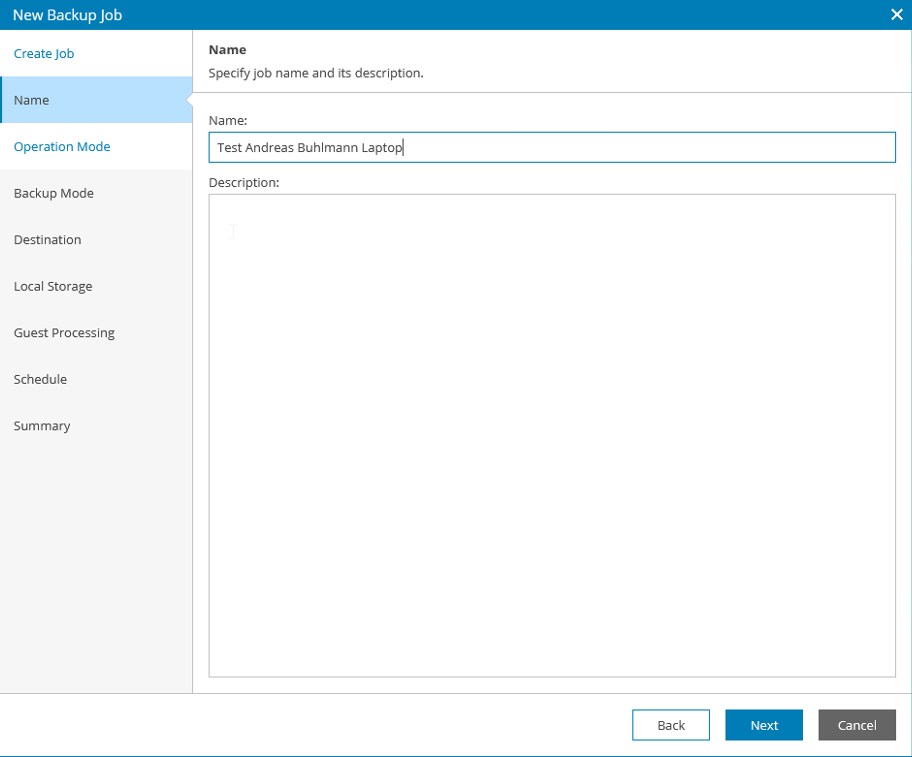 New Backup Job
Create Job
Name
Operation Mode
Backup Mode
Destination
Local Storage
Guest Processing
Schedule
Summary
Name
Specify job name and its description.
Name:
Test Andreas Buhlmann Laptop
Description:
Back
Next
Cancel